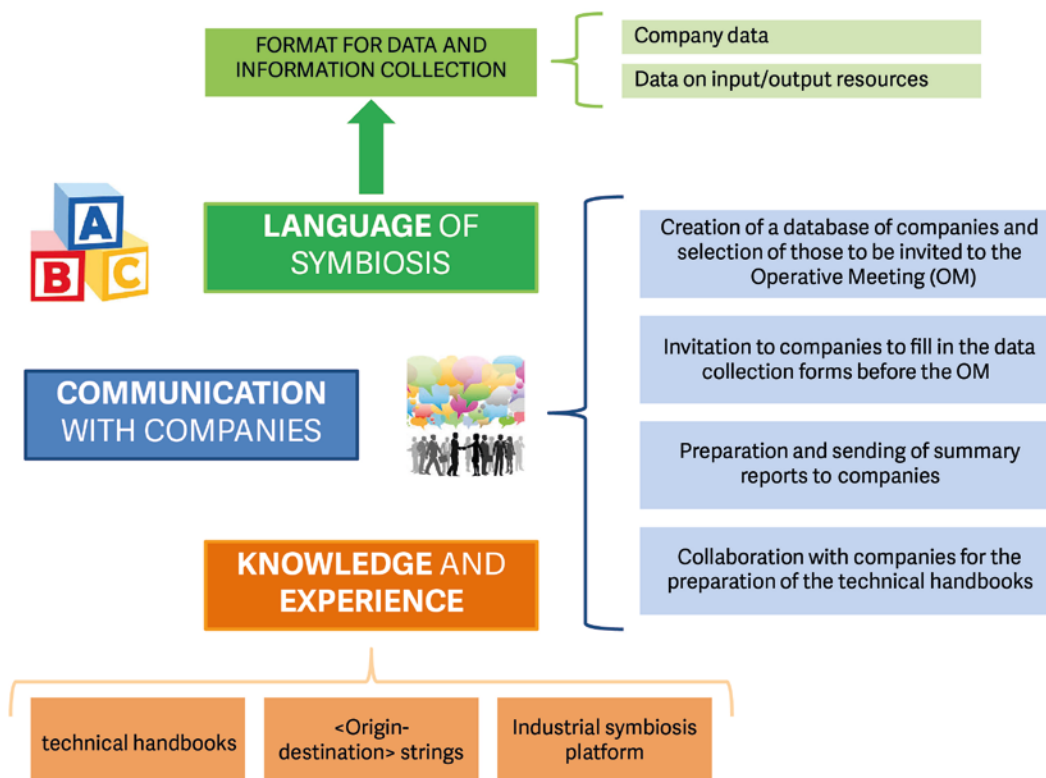 FORMAT FOR DATA AND
INFORMATION COLLECTION
Company data
Data on input/output resources
A
B C
LANGUAGE OF
SYMBIOSIS
Creation of a database of companies and
selection of those to be invited to the
Operative Meeting (OM)
COMMUNICATION
WITH COMPANIES
Invitation to companies to fill in the data
collection forms before the OM
Preparation and sending of summary
reports to companies
Collaboration with companies for the
preparation of the technical handbooks
KNOWLEDGE AND
EXPERIENCE
technical handbooks
<Origin-
destination> strings
Industrial symbiosis
platform